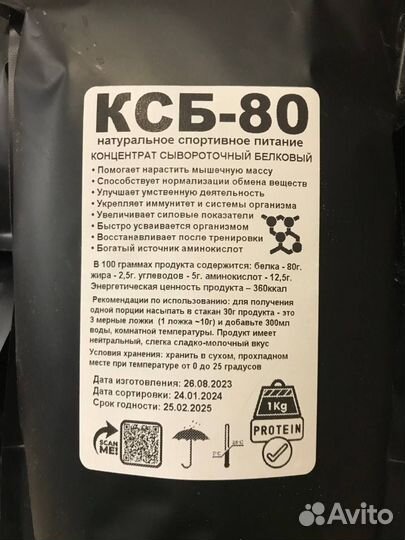 КСБ-80
натуральное спортивное питание
КОНЦЕНТРАТ СЫВОРОТОЧНЫЙ БЕЛКОВЫЙ
• Помогает нарастить мышечную массу
• Способствует нормализации обмена веществ
• Улучшает умственную деятельность
• Укрепляет иммунитет и системы организма
• Увеличивает силовые показатели
• Быстро усваивается организмом
• Восстанавливает после тренировки
• Богатый источник аминокислот
В 100 граммах продукта содержится: белка - 80г.
жира - 2,5г. углеводов - 5г. аминокислот - 12,5г.
Энергетическая ценность продукта – 360ккал
Рекомендации по использованию: для получения
одной порции насыпать в стакан 30г продукта - это
3 мерные ложки (1 ложка ~10г) и добавьте 300мл
воды, комнатной температуры. Продукт имеет
нейтральный, слегка сладко-молочный вкус
Условия хранения: хранить в сухом, прохладном
месте при температуре от 0 до 25 градусов
Дата изготовления: 26.08.2023
Дата сортировки: 24.01.2024
Срок годности: 25.02.2025
1Kg
PROTEIN
SCAN
ME!
Avito